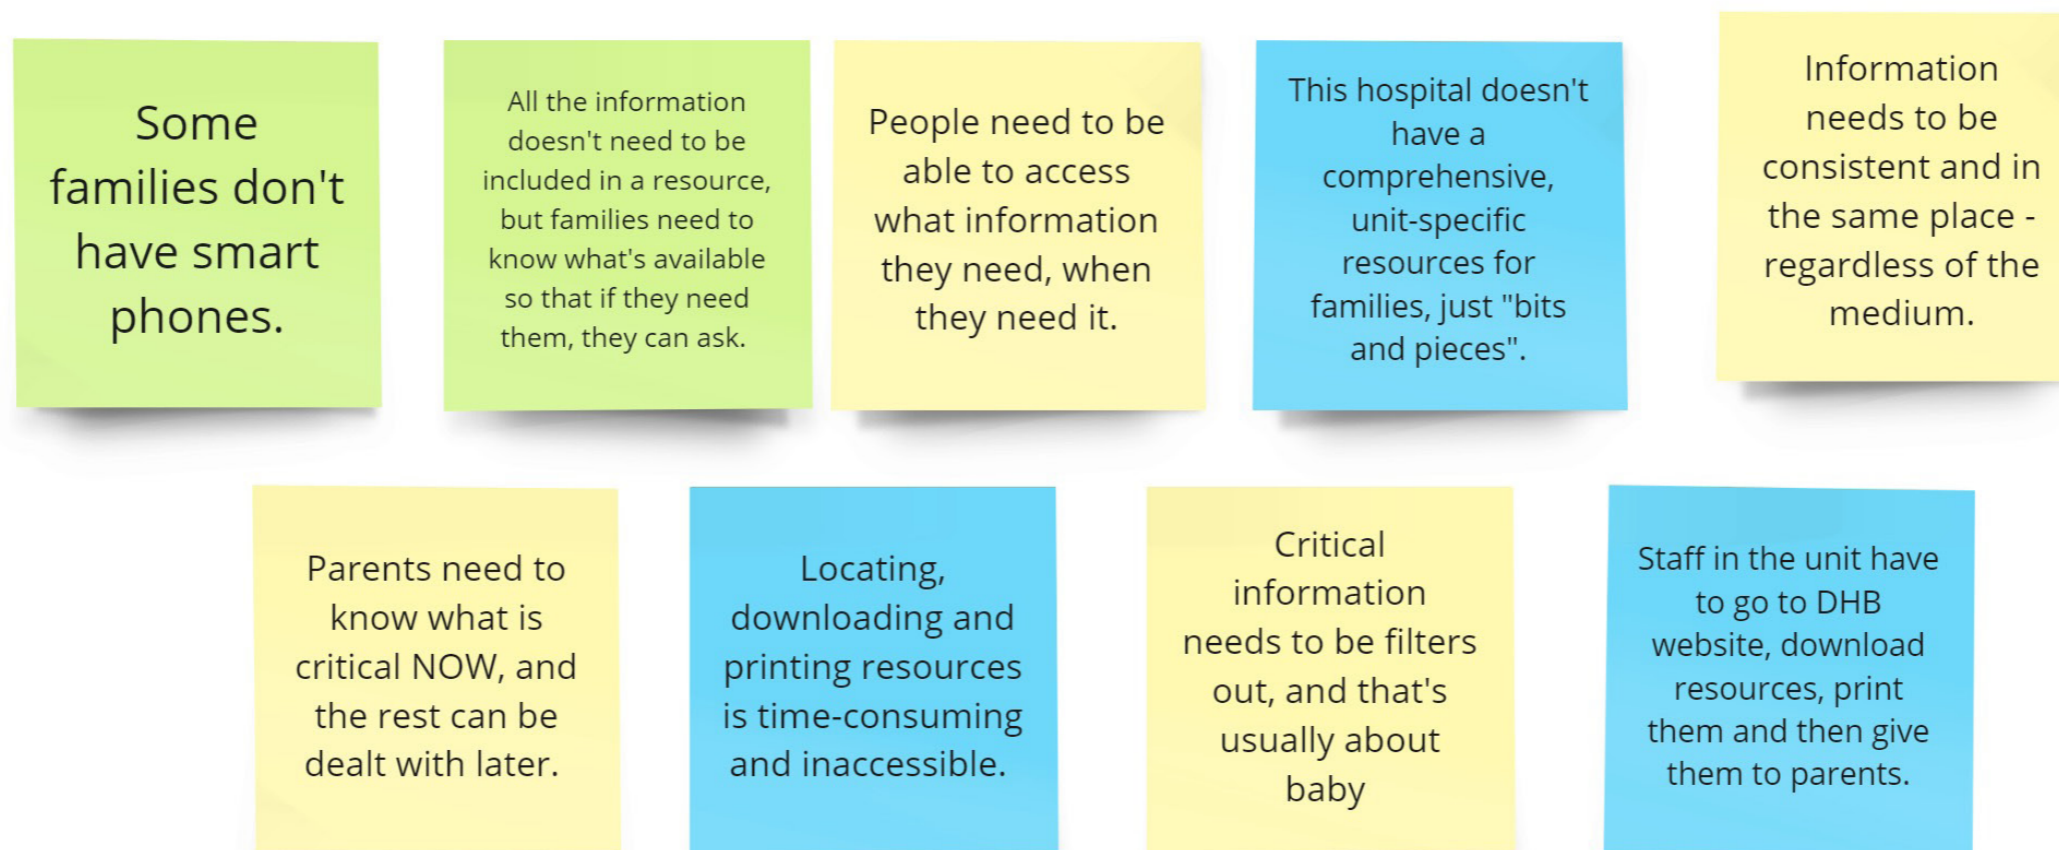 Some
families don't
have smart
phones.
All the information
doesn't need to be
included in a resource,
but families need to
know what's available
so that if they need
them, they can ask.
People need to be
able to access
what information
they need, when
they need it.
This hospital doesn't
have a
comprehensive,
unit-specific
resources for
families, just "bits
and pieces".
Information
needs to be
consistent and in
the same place -
regardless of the
medium.
Parents need to
know what is
critical NOW, and
the rest can be
dealt with later.
Locating,
downloading and
printing resources
is time-consuming
and inaccessible.
Critical
information
needs to be filters
out, and that's
usually about
baby
Staff in the unit have
to go to DHB
website, download
resources, print
them and then give
them to parents.